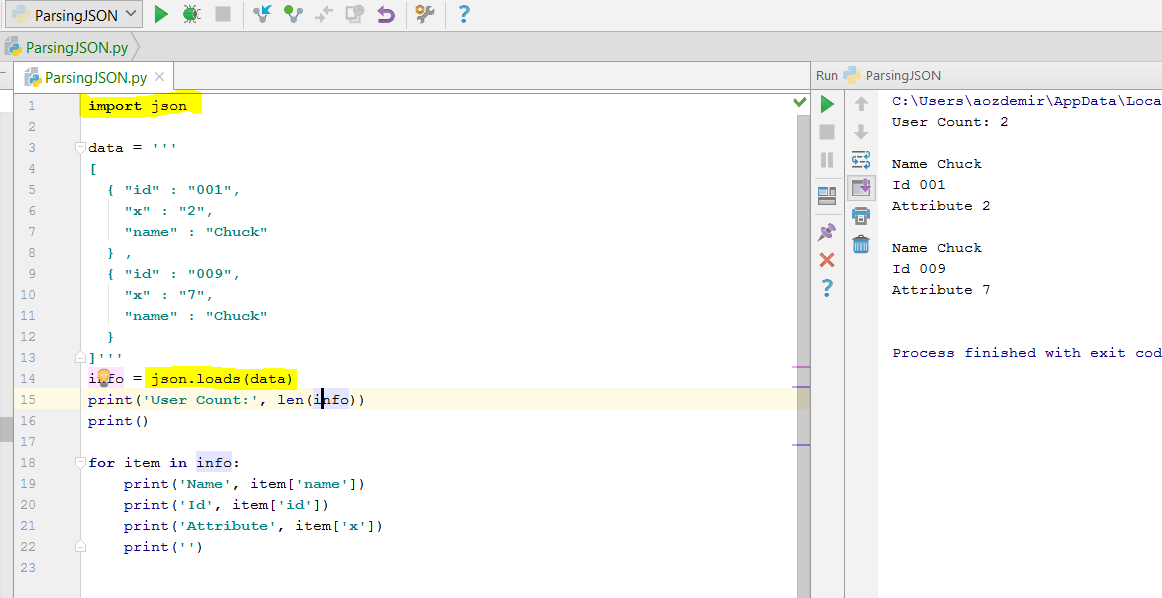 ParsingJSON
ParsingJSON.py
ParsingJSON.py
1 import json
2
3 data = '''
4 [
5 { "id" : "001",
6 "x" : "2",
7 "name" : "Chuck"
8 } ,
9 { "id" : "009",
10 "x" : "7",
11 "name" : "Chuck"
12 }
13 ]'''
14 info = json.loads(data)
15 print('User Count:', len(info))
16 print()
17
18 for item in info:
19 print('Name', item['name'])
20 print('Id', item['id'])
21 print('Attribute', item['x'])
22 print('')
23
Run ParsingJSON
C:\Users\aozdemir\AppData\Loca
User Count: 2
Name Chuck
Id 001
Attribute 2
Name Chuck
Id 009
Attribute 7
Process finished with exit cod